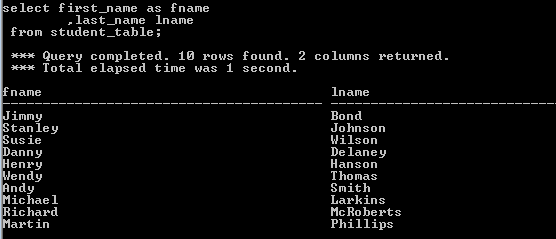 select first_name as fname
,last_name lname
from student_table;
*** Query completed. 10 rows found. 2 columns returned.
*** Total elapsed time was 1 second.
fname lname
Jimmy Bond
Stanley Johnson
Susie Wilson
Danny Delaney
Henry Hanson
Wendy Thomas
Andy Smith
Michael Larkins
Richard McRoberts
Martin Phillips